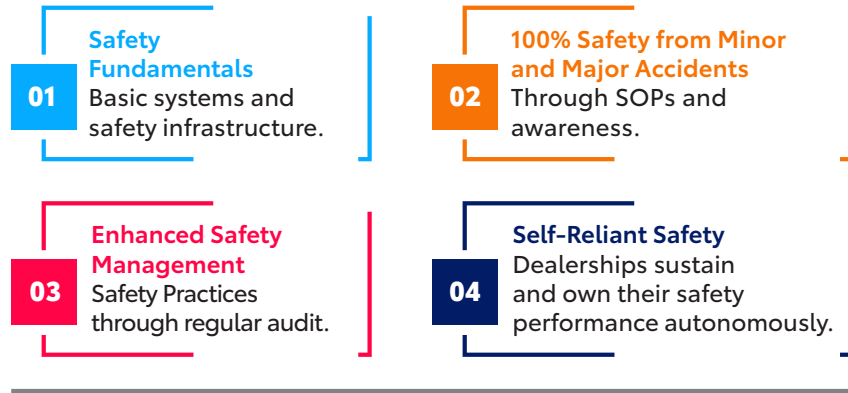 01
Safety
Fundamentals
Basic systems and
safety infrastructure.
02
100% Safety from Minor
and Major Accidents
Through SOPs and
awareness.
03
Enhanced Safety
Management
Safety Practices
through regular audit.
04
Self-Reliant Safety
Dealerships sustain
and own their safety
performance autonomously.